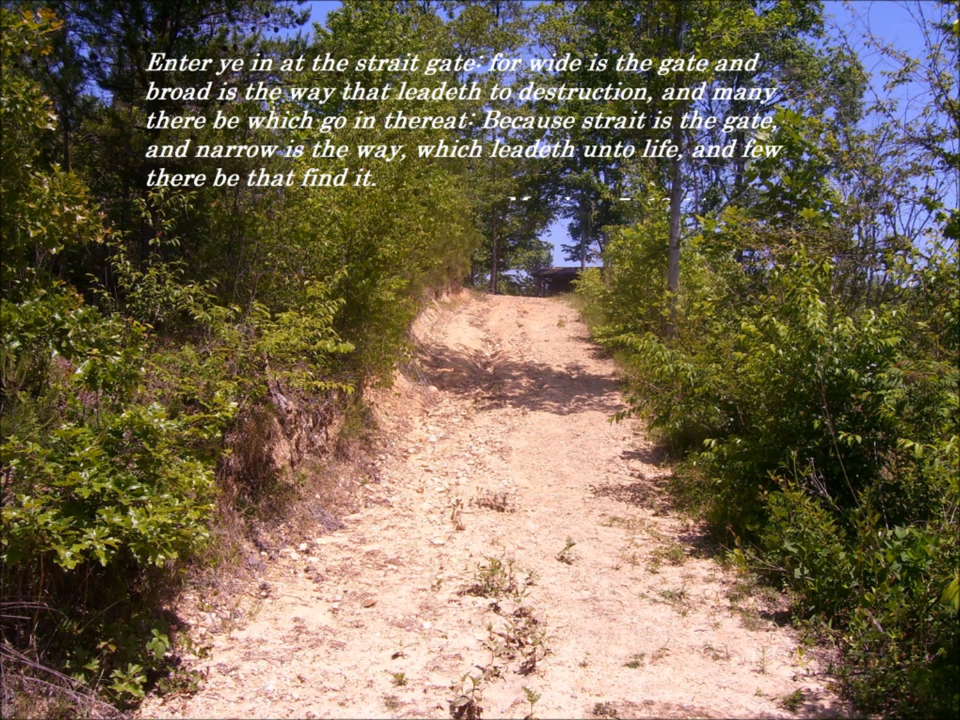 Enter ye in at the strait gate: for wide is the gate and
broad is the way that leadeth to destruction, and many
there be which go in thereat: Because strait is the gate,
and narrow is the way, which leadeth unto life, and few
there be that find it.